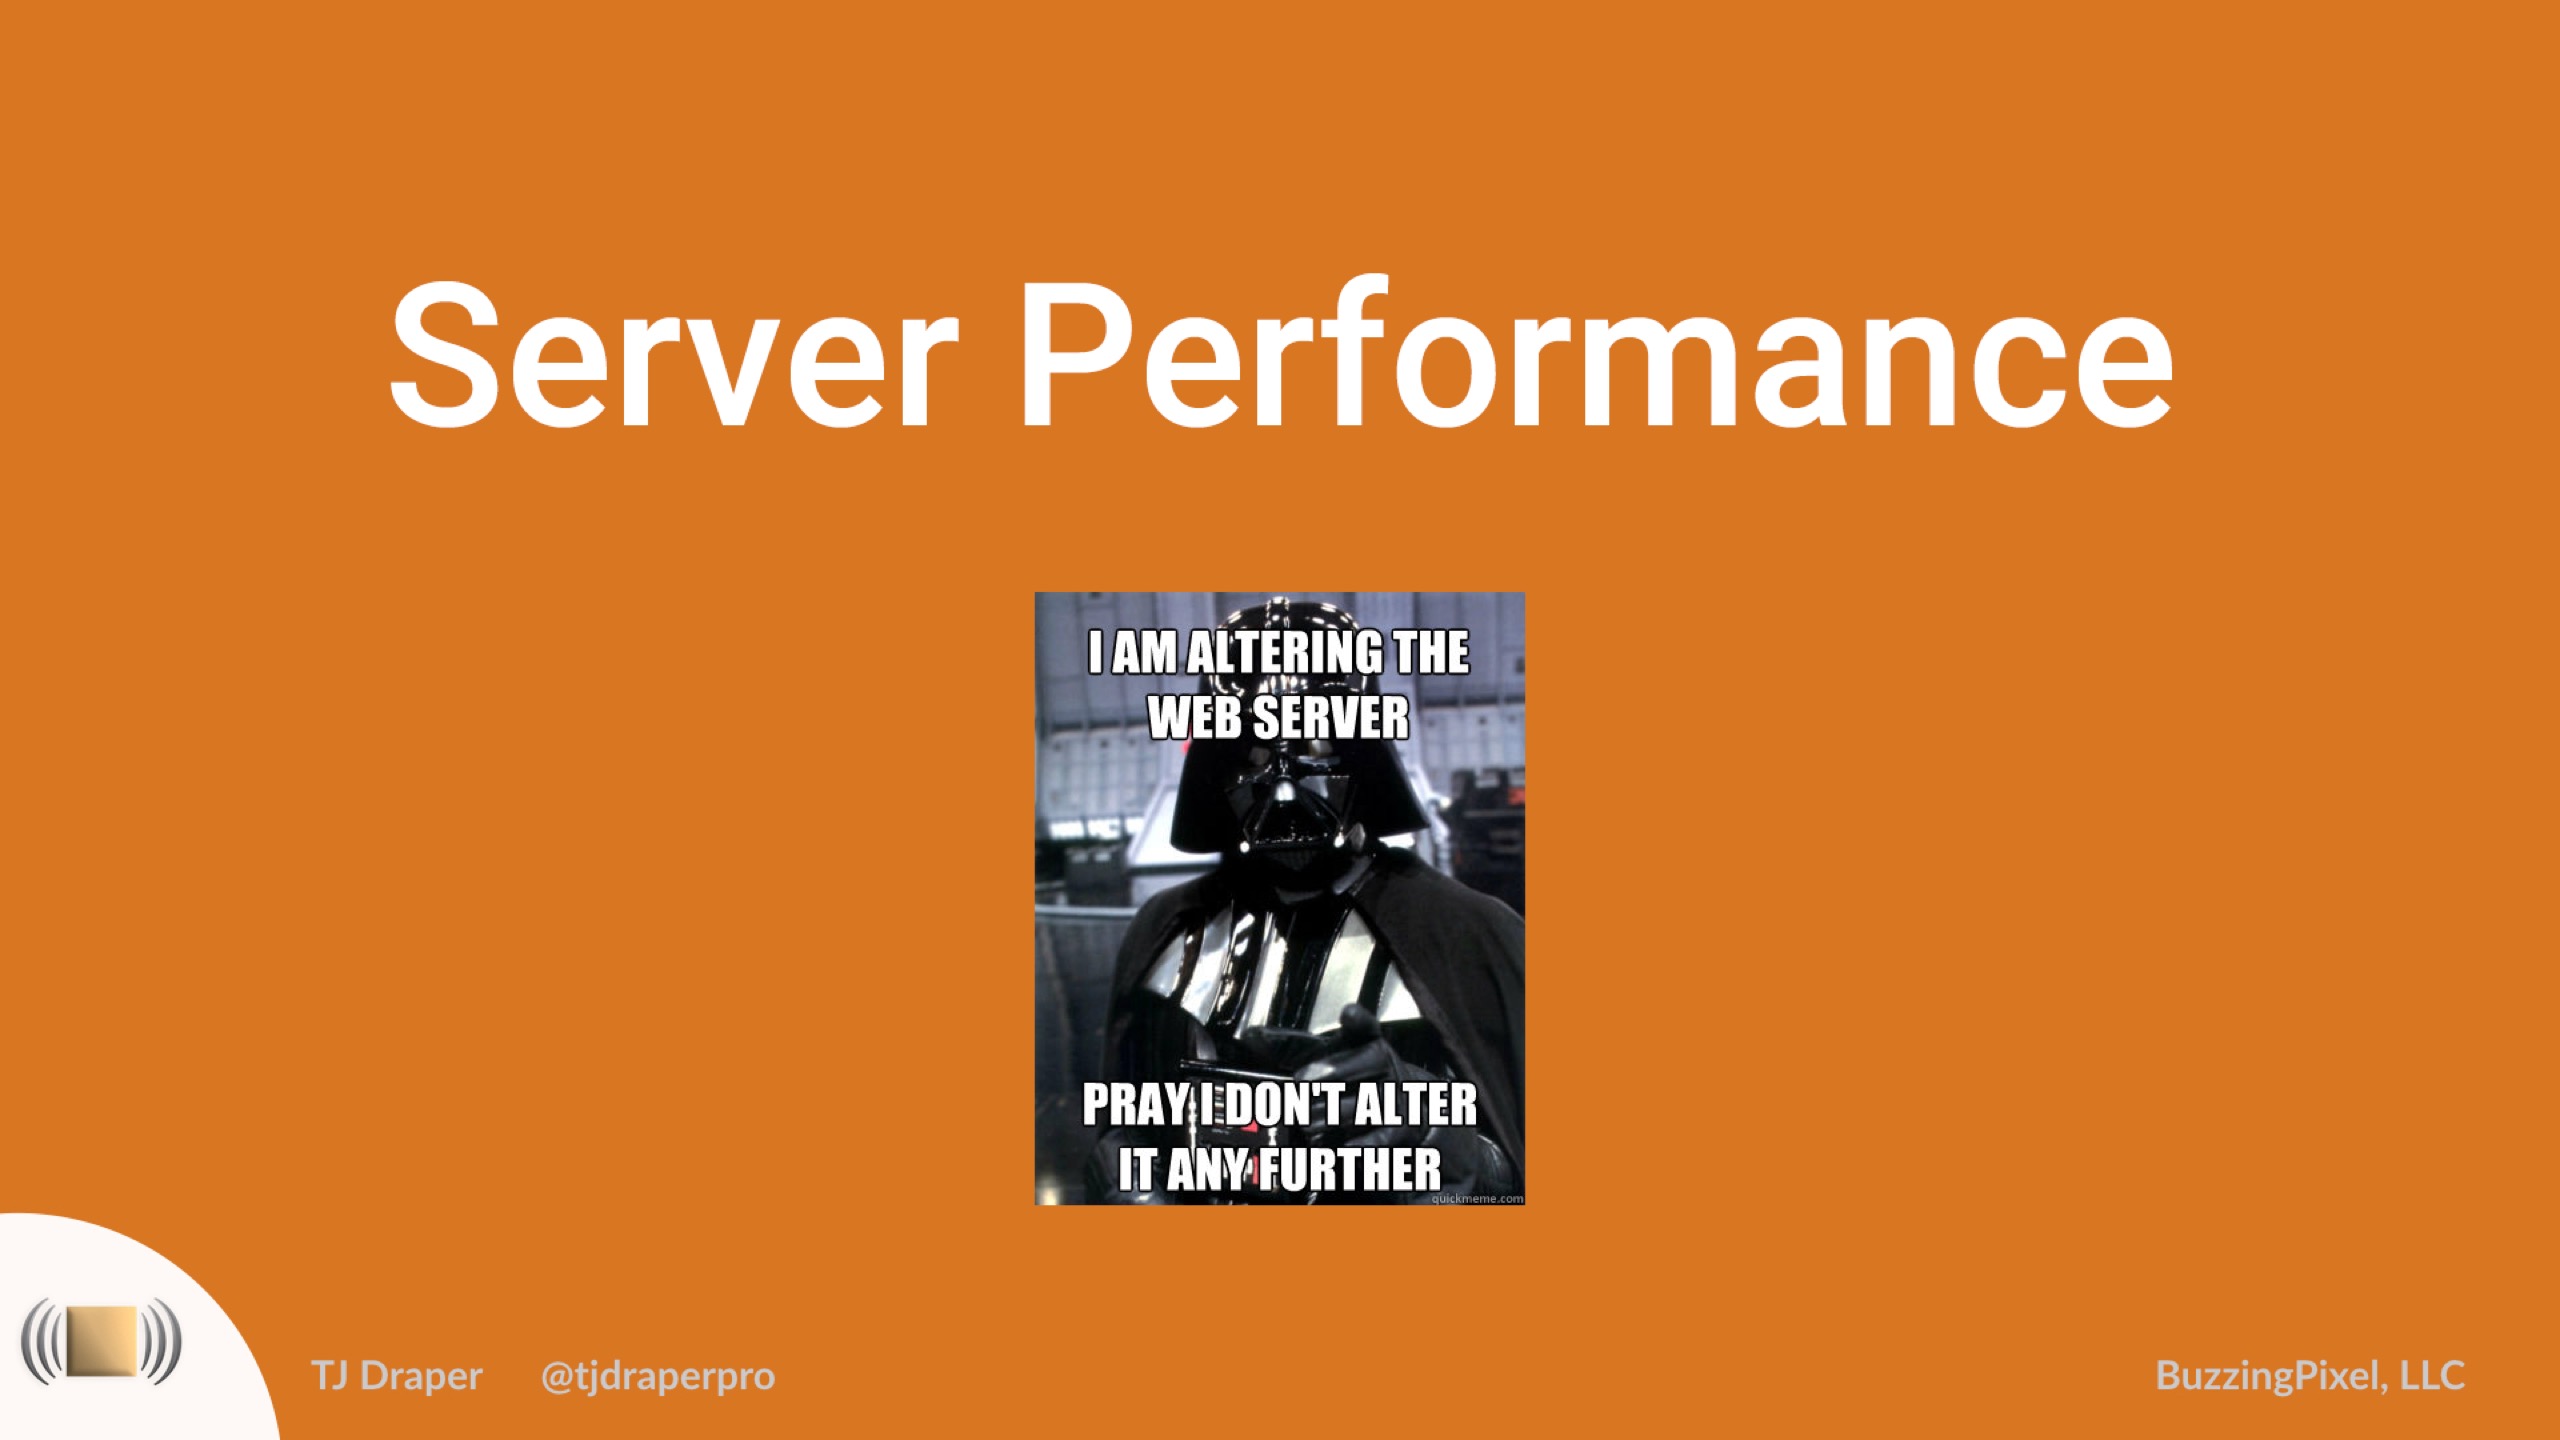 Server Performance
I AM ALTERING THE
WEB SERVER
PRAY I DON'T ALTER
IT ANY FURTHER
quickmeme.com
TJ Draper @tjdraperpro
BuzzingPixel, LLC